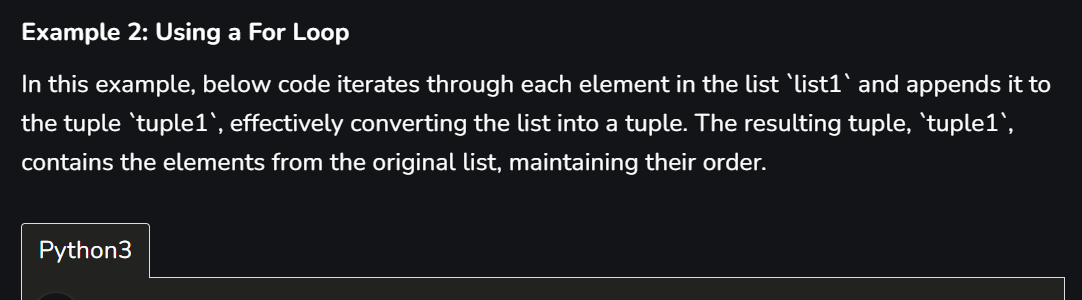 Example 2: Using a For Loop
In this example, below code iterates through each element in the list `list1` and appends it to
the tuple `tuple1`, effectively converting the list into a tuple. The resulting tuple, `tuple1`,
contains the elements from the original list, maintaining their order.
Python3